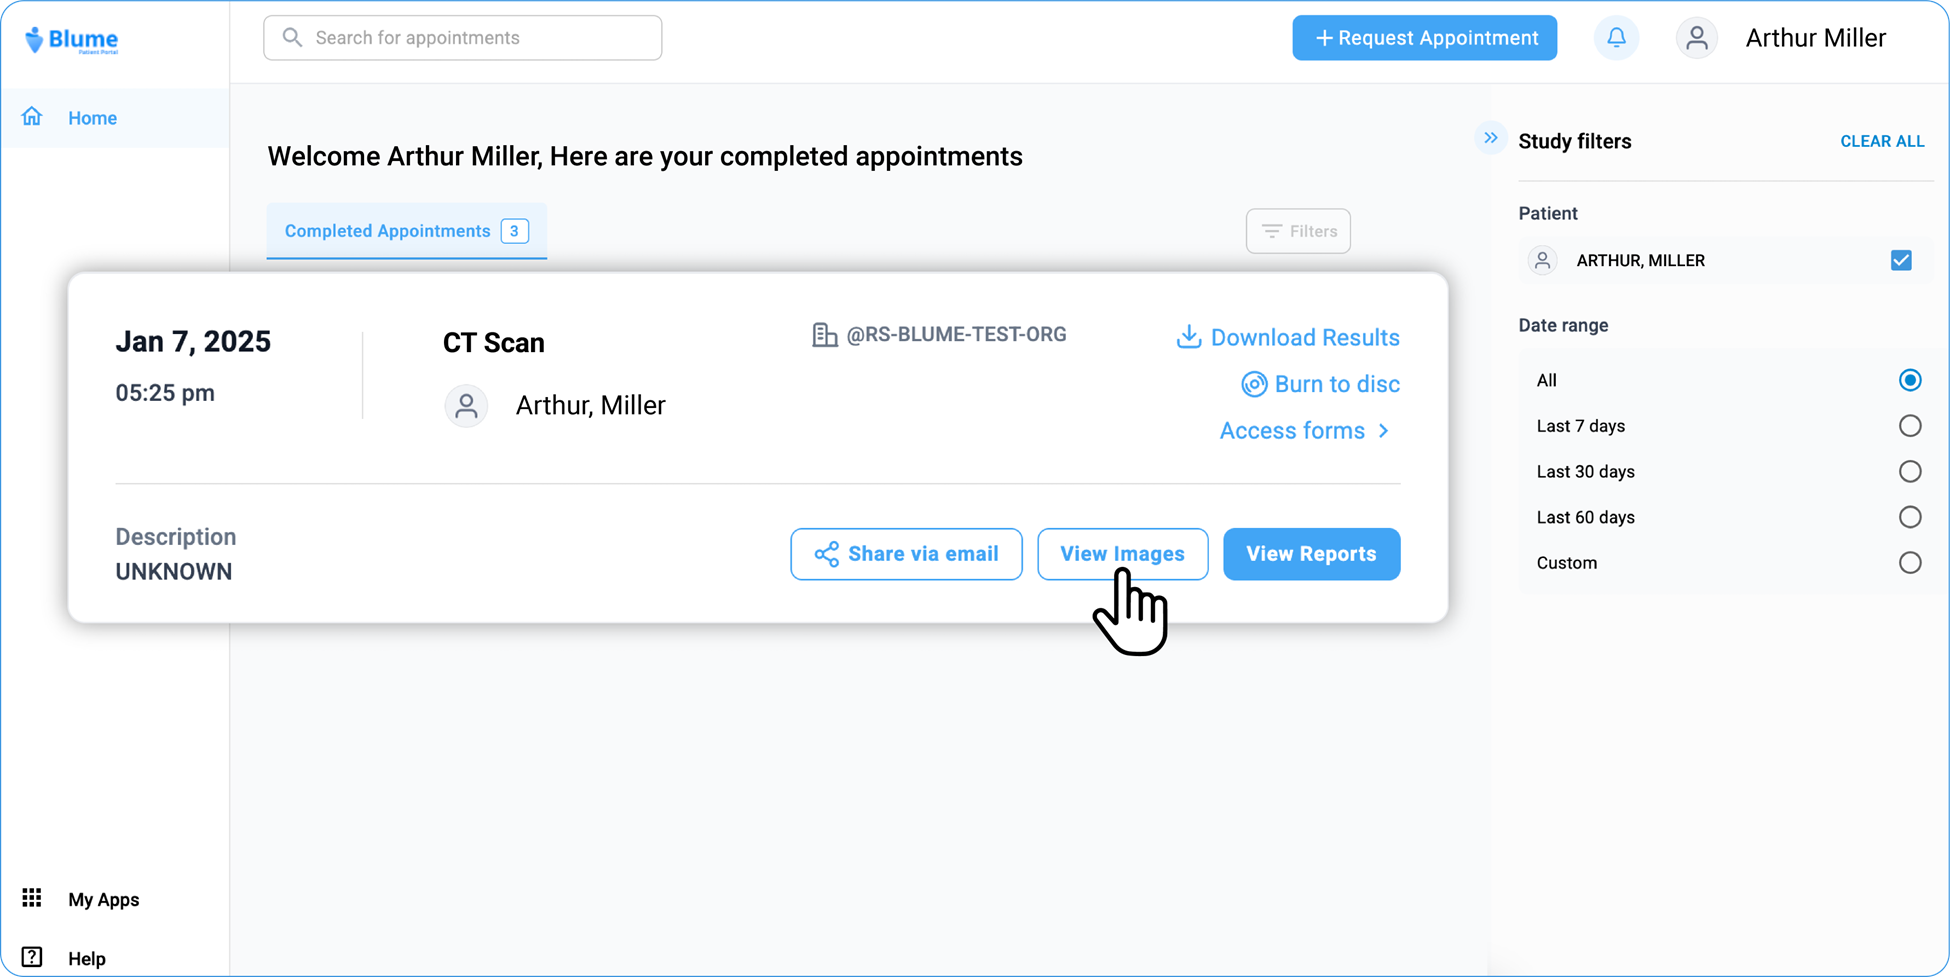 Blume
Patient Portal
Search for appointments
+ Request Appointment
Arthur Miller
Home
Welcome Arthur Miller, Here are your completed appointments
Completed Appointments 3
Filters
Jan 7, 2025
05:25 pm
CT Scan
Arthur, Miller
@RS-BLUME-TEST-ORG
Download Results
Burn to disc
Access forms
Description
UNKNOWN
Share via email
View Images
View Reports
Study filters
CLEAR ALL
Patient
ARTHUR, MILLER
Date range
All
Last 7 days
Last 30 days
Last 60 days
Custom
My Apps
? Help